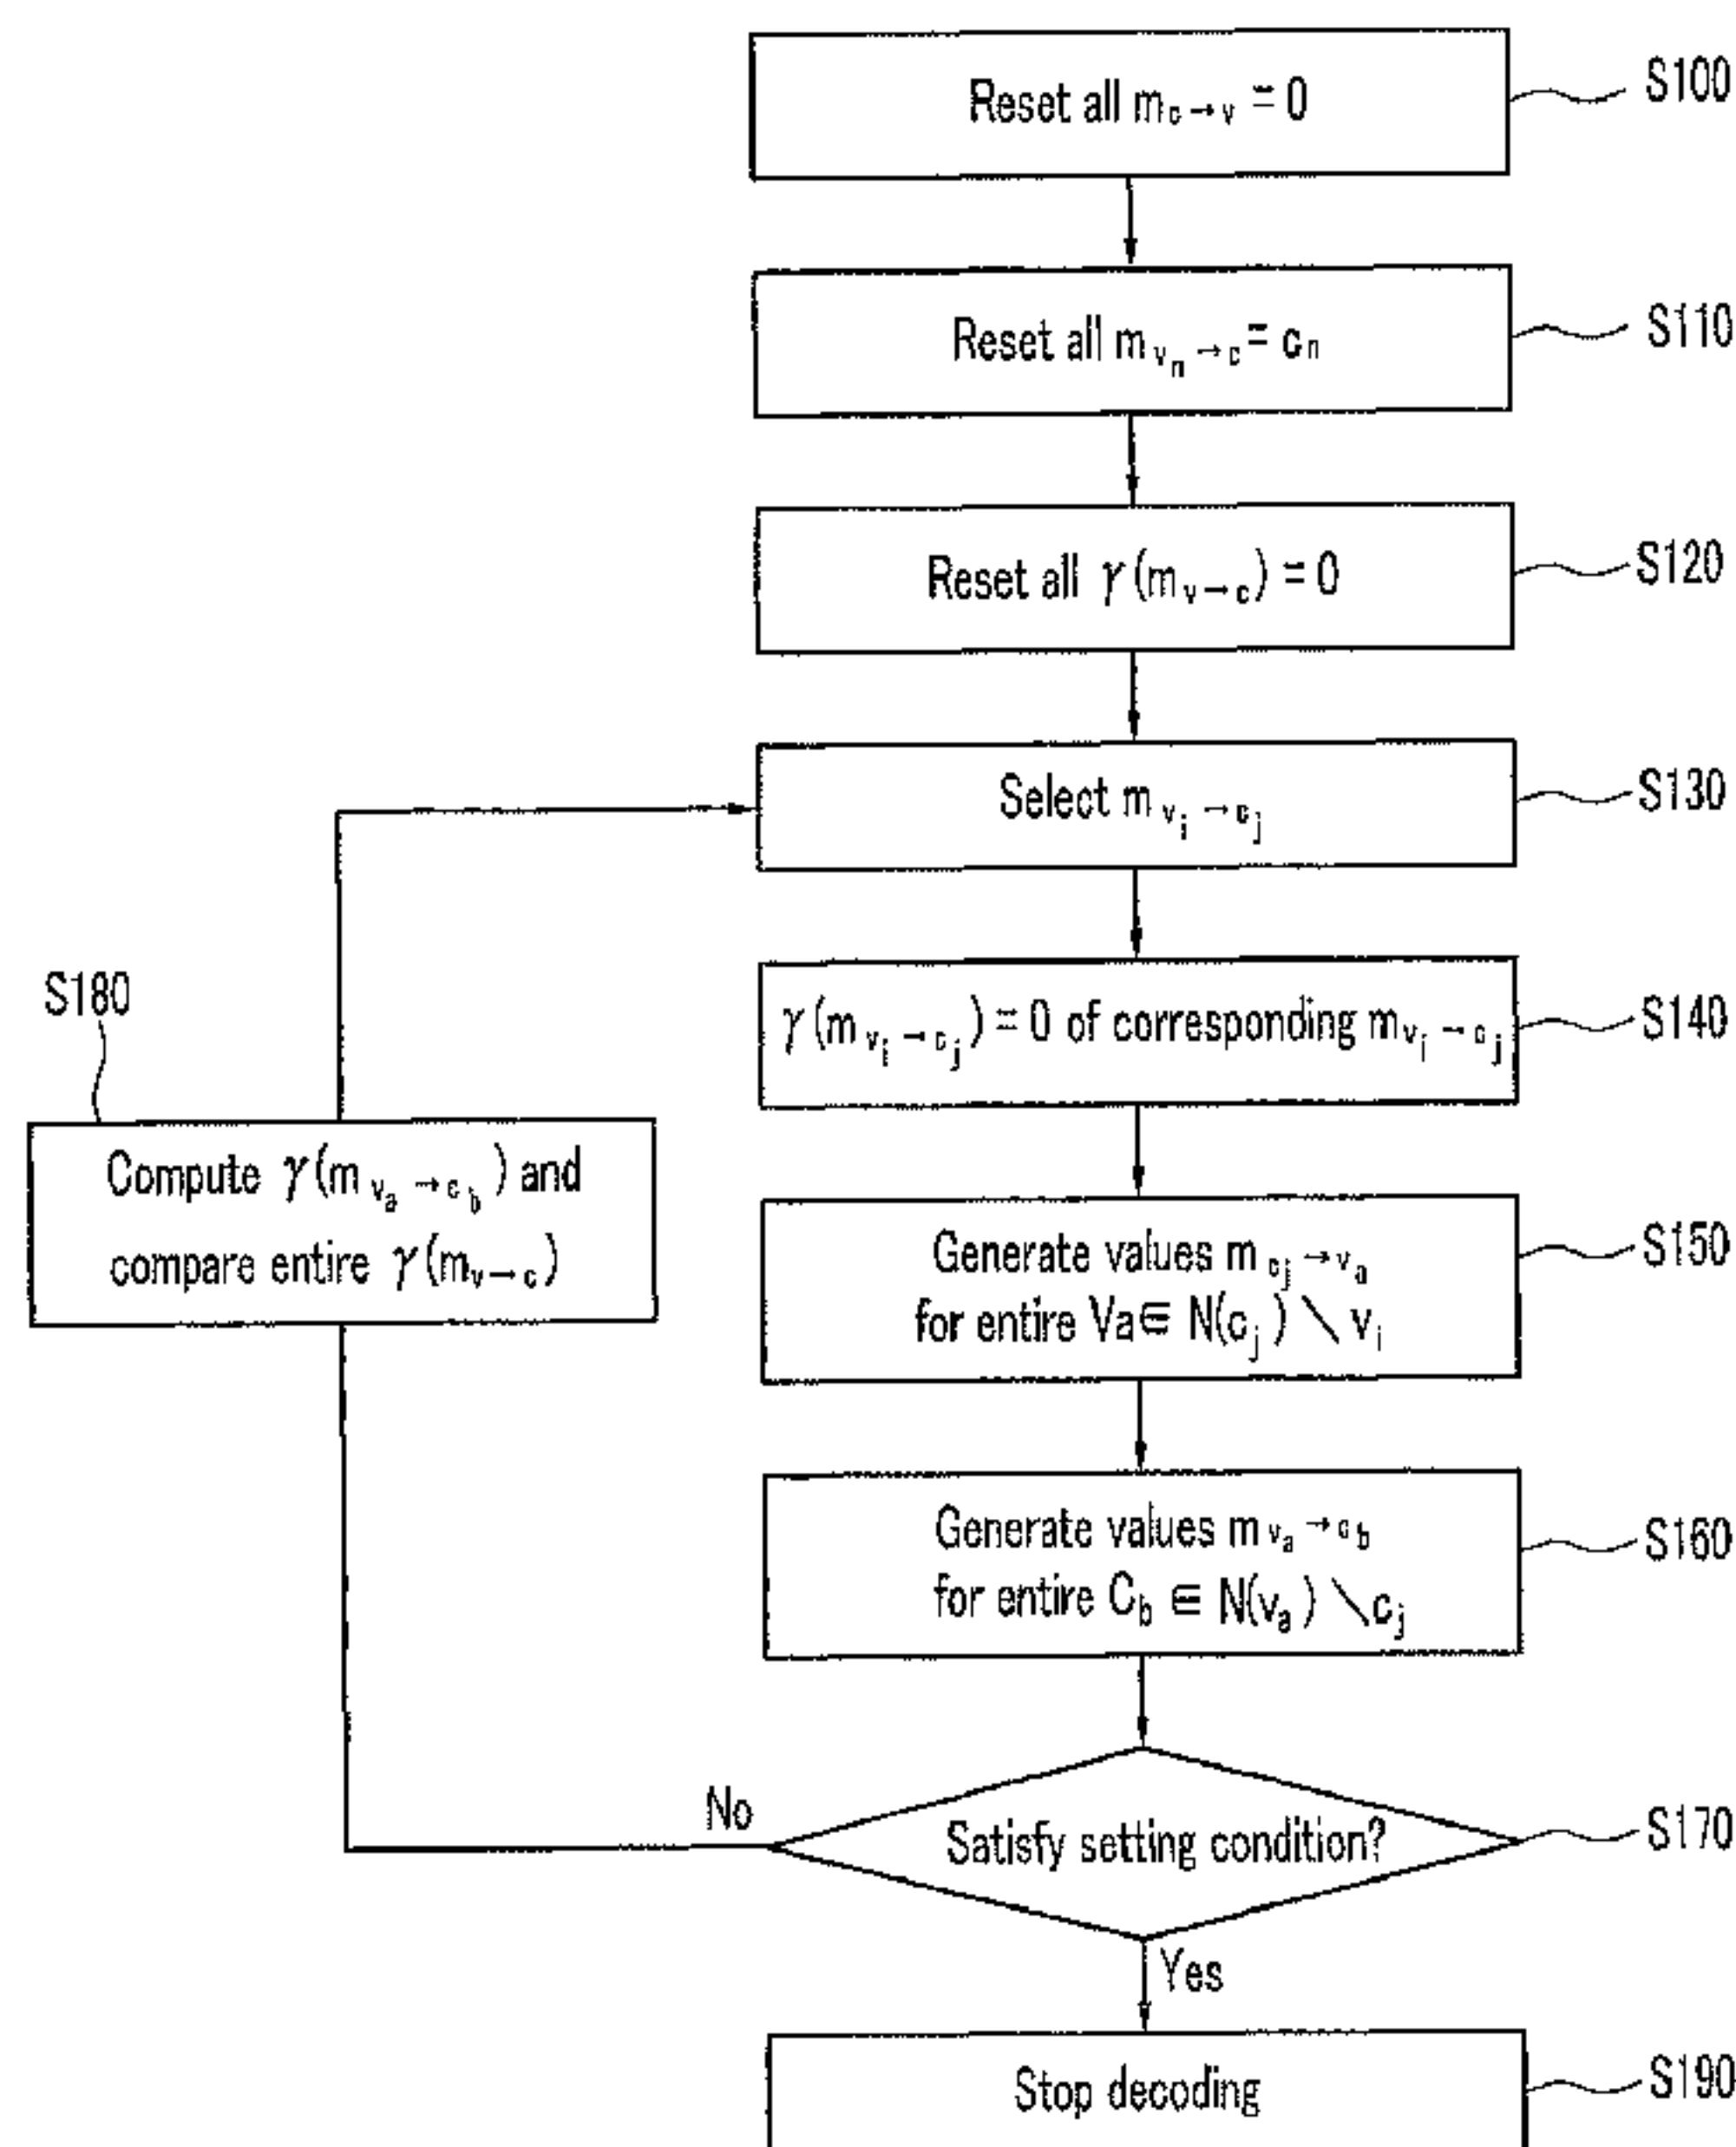 Reset all m c→v = 0
S100
Reset all m vn→c = cn
S110
Reset all γ(m v→c) = 0
S120
Select m vi→cj
S130
γ(m vi→cj) = 0 of corresponding m vi→cj
S140
S180
Compute γ(m va→cb) and
compare entire γ(m v→c)
Generate values m cj→va
for entire Va∈ N(cj) \ vi
S150
Generate values m va→cb
for entire Cb ∈ N(va) \cj
S160
No
Satisfy setting condition?
S170
Yes
Stop decoding
S190